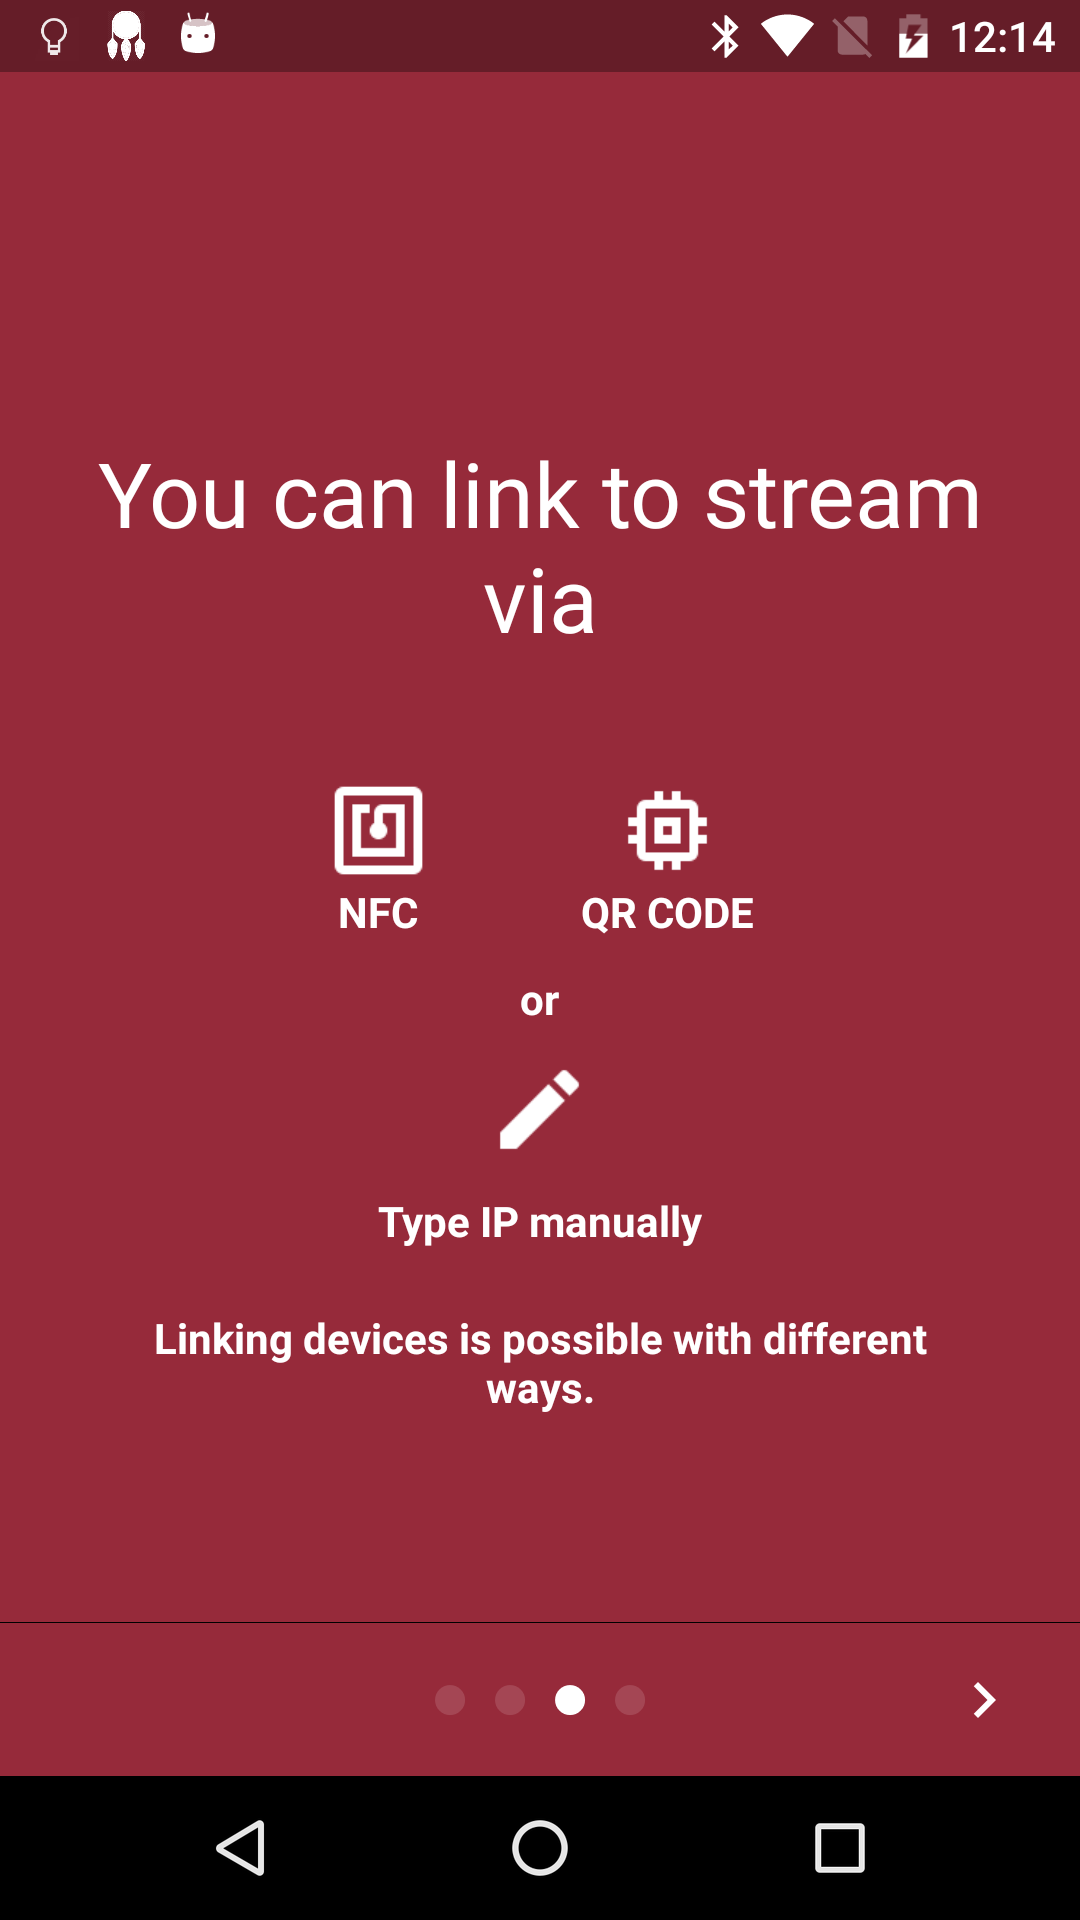 12:14
You can link to stream
via
NFC QR CODE
or
Type IP manually
Linking devices is possible with different
ways.